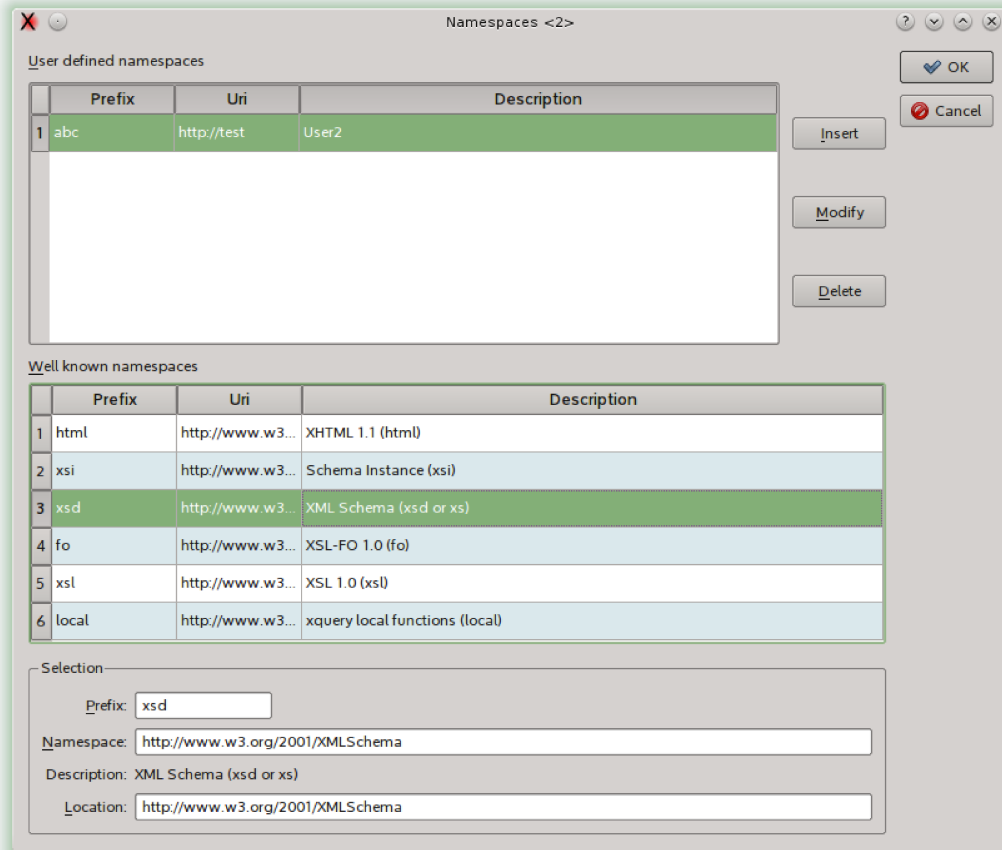 Namespaces <2>
User defined namespaces
OK
Cancel
Prefix Uri Description
1 abc http://test User2
Insert
Modify
Delete
Well known namespaces
Prefix Uri Description
1 html http://www.w3... XHTML 1.1 (html)
2 xsi http://www.w3... Schema Instance (xsi)
3 xsd http://www.w3... XML Schema (xsd or xs)
4 fo http://www.w3... XSL-FO 1.0 (fo)
5 xsl http://www.w3... XSL 1.0 (xsl)
6 local http://www.w3... xquery local functions (local)
Selection
Prefix: xsd
Namespace: http://www.w3.org/2001/XMLSchema
Description: XML Schema (xsd or xs)
Location: http://www.w3.org/2001/XMLSchema